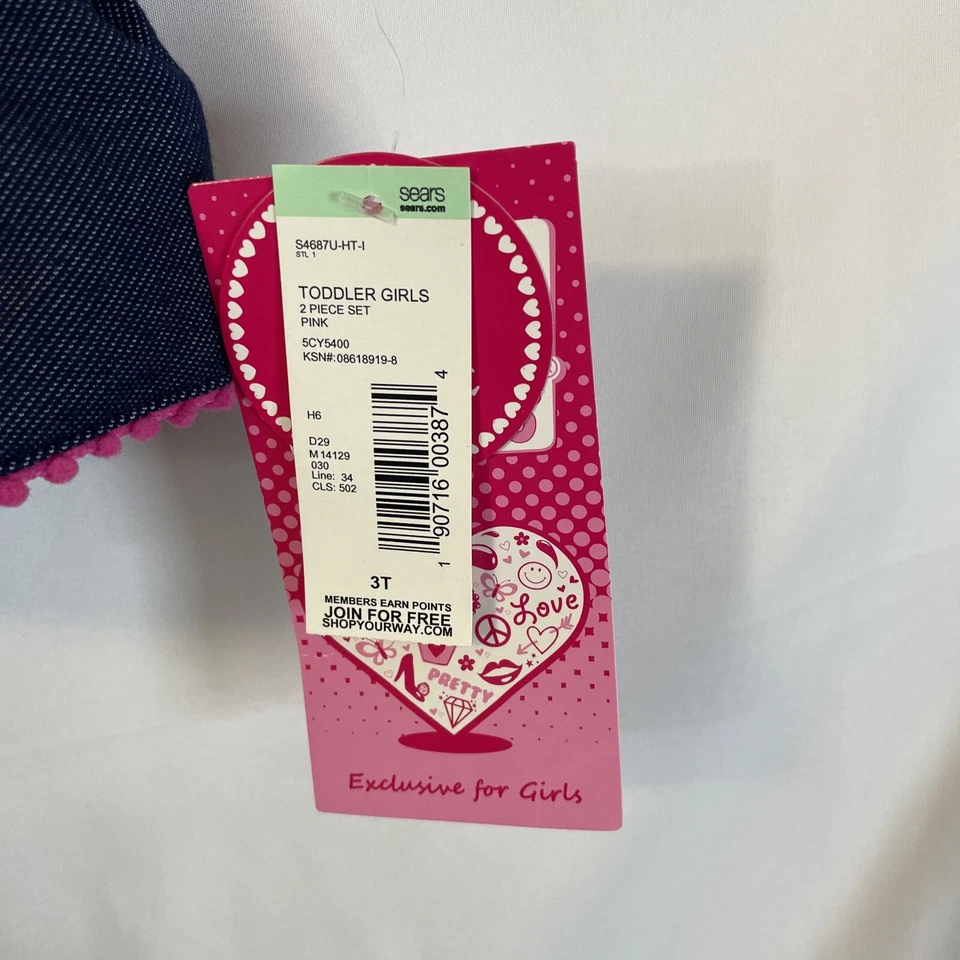 sears
sears.com
S4687U-HT-I
STL 1
TODDLER GIRLS
2 PIECE SET
PINK
5CY5400
KSN#:08618919-8
H6
D29
M 14129
030
Line: 34
CLS: 502
1 90716 00387 4
3T
MEMBERS EARN POINTS
JOIN FOR FREE
SHOPYOURWAY.COM
Love
PRETTY
Exclusive for Girls